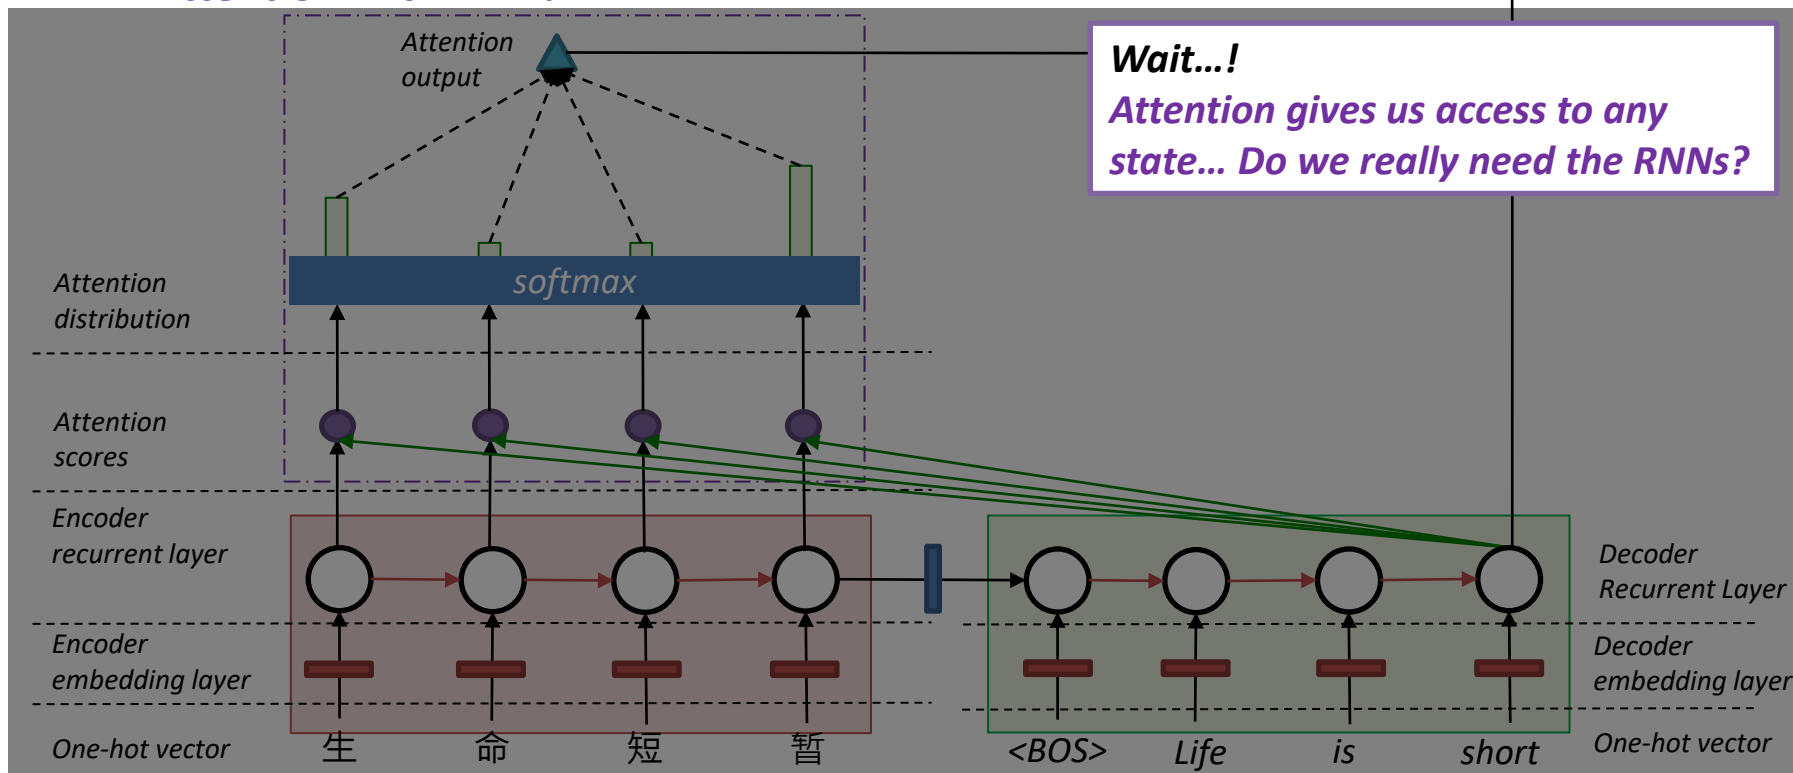 Attention
output
Wait...!
Attention gives us access to any
state... Do we really need the RNNs?
softmax
Attention
distribution
Attention
scores
Encoder
recurrent layer
Decoder
Recurrent Layer
Encoder
embedding layer
Decoder
embedding layer
One-hot vector
生 命 短 暂
<BOS> Life is short
One-hot vector